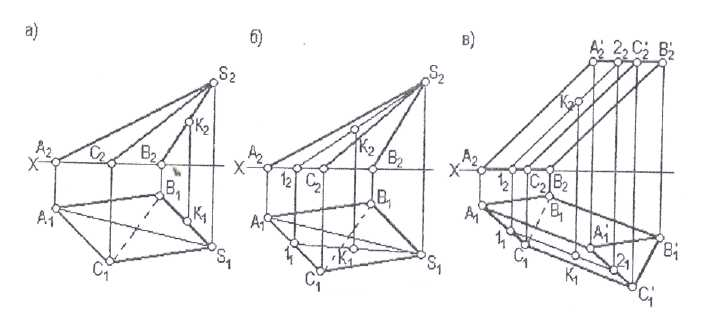 а)
б)
в)
S₂
K₂
A₂
C₂
B₂
X
A₁
B₁
K₁
S₁
C₁
S₂
K₂
A₂
1₂
C₂
B₂
X
A₁
B₁
1₁
K₁
C₁
S₁
A₂'
2₂
C₂'
B₂'
K₂
A₂
1₂
C₂
B₂
X
A₁
B₁
1₁
C₁
A₁'
B₁'
K₁
2₁
C₁'